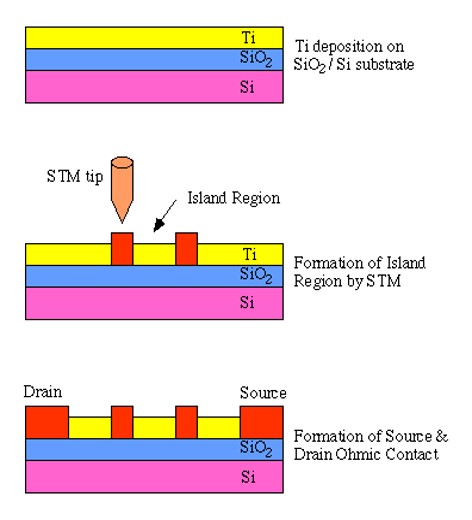 Ti
SiO2
Si
Ti deposition on
SiO2 / Si substrate
STM tip
Island Region
Ti
SiO2
Si
Formation of Island
Region by STM
Drain
Source
SiO2
Si
Formation of Source &
Drain Ohmic Contact